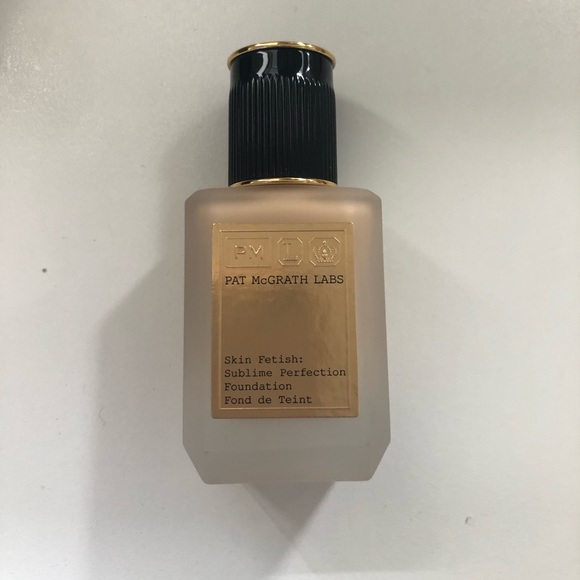 PM L A
PAT McGRATH LABS
Skin Fetish:
Sublime Perfection
Foundation
Fond de Teint